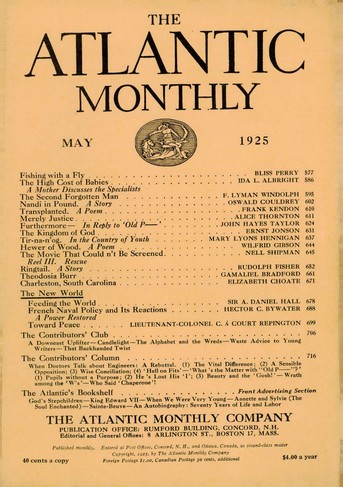 THE
ATLANTIC
MONTHLY
MAY 1925
Fishing with a Fly BLISS PERRY 577
The High Cost of Babies IDA L. ALBRIGHT 586
A Mother Discusses the Specialists
The Second Forgotten Man F. LYMAN WINDOLPH 595
Nandi in Pound. A Story OSWALD COULDREY 602
Transplanted. A Poem FRANK KENDON 610
Merely Justice ALICE THORNTON 611
Furthermore— In Reply to 'Old P—' JOHN HAYES TAYLOR 624
The Kingdom of God ERNST JONSON 631
Tir-na-n'og. In the Country of Youth MARY LYONS HENNIGAN 637
Hewer of Wood. A Poem WILFRID GIBSON 644
The Movie That Could n't Be Screened NELL SHIPMAN 645
Reel III. Rescue
Ringtail. A Story RUDOLPH FISHER 652
Theodosia Burr GAMALIEL BRADFORD 661
Charleston, South Carolina ELIZABETH CHOATE 671
The New World
Feeding the World SIR A. DANIEL HALL 678
French Naval Policy and Its Reactions HECTOR C. BYWATER 688
A Power Restored
Toward Peace LIEUTENANT-COLONEL C. À COURT REPINGTON 699
The Contributors' Club 706
A Downeast Uplifter—Candlelight—The Alphabet and the Weeds—Waste Advice to Young
Writers—That Buckhanded Twist
The Contributors' Column 716
When Doctors Talk about Engineers: A Rebuttal. (1) The Vital Difference; (2) A Sensible
Opposition; (3) Wise Conciliation; (4) 'Hall on Fits'—'What 's the Matter with "Old P—"?'
(1) Pupils without a Purpose; (2) He 's Lost His 'I'; (3) Beauty and the 'Gosh!'—Wrath
among the 'W's'—Who Said 'Chaperone'?
The Atlantic's Bookshelf Front Advertising Section
God's Stepchildren—King Edward VII—When We Were Very Young—Annette and Sylvie (The
Soul Enchanted)—Sainte-Beuve—An Autobiography: Seventy Years of Life and Labor
THE ATLANTIC MONTHLY COMPANY
PUBLICATION OFFICE: RUMFORD BUILDING, CONCORD, N.H.
Editorial and General Offices: 8 ARLINGTON ST., BOSTON 17, MASS.
Published monthly. Entered at Post Offices, Concord, N.H., and Ottawa, Canada, as second-class matter
40 cents a copy Copyright, 1925, by The Atlantic Monthly Company $4.00 a year
Foreign Postage $1.00, Canadian Postage 50 cents, additional